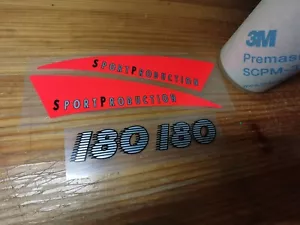 SPORTPRODUCTION
SPORTPRODUCTION
180 180
3M
Premas
SCPM-